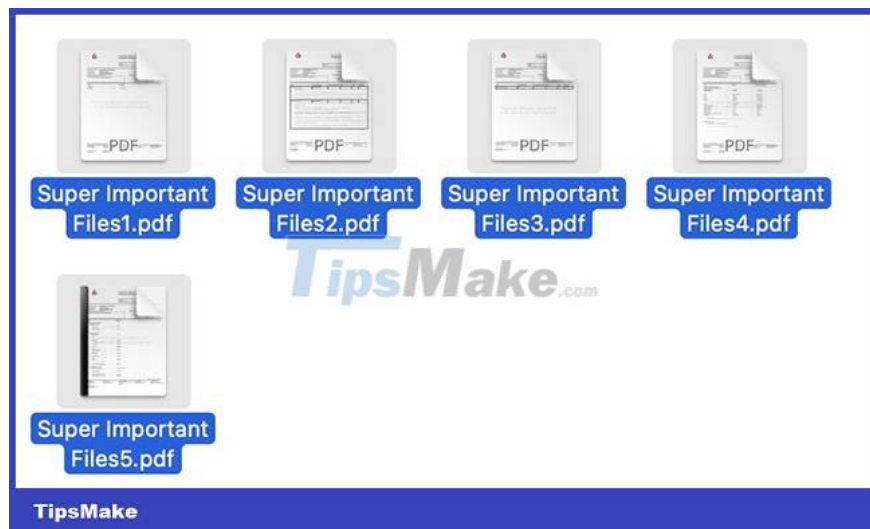 PDF
PDF
PDF
PDF
Super Important
Files1.pdf
Super Important
Files2.pdf
Super Important
Files3.pdf
Super Important
Files4.pdf
TipsMake.com
Super Important
Files5.pdf
TipsMake